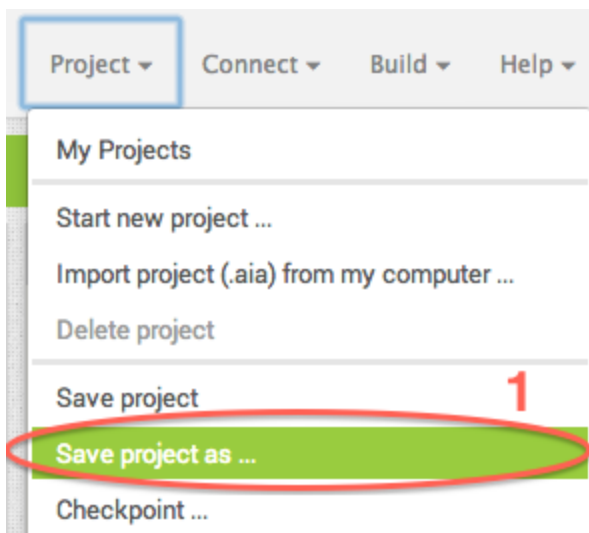 Project Connect Build Help
My Projects
Start new project ...
Import project (.aia) from my computer ...
Delete project
Save project 1
Save project as ...
Checkpoint ...